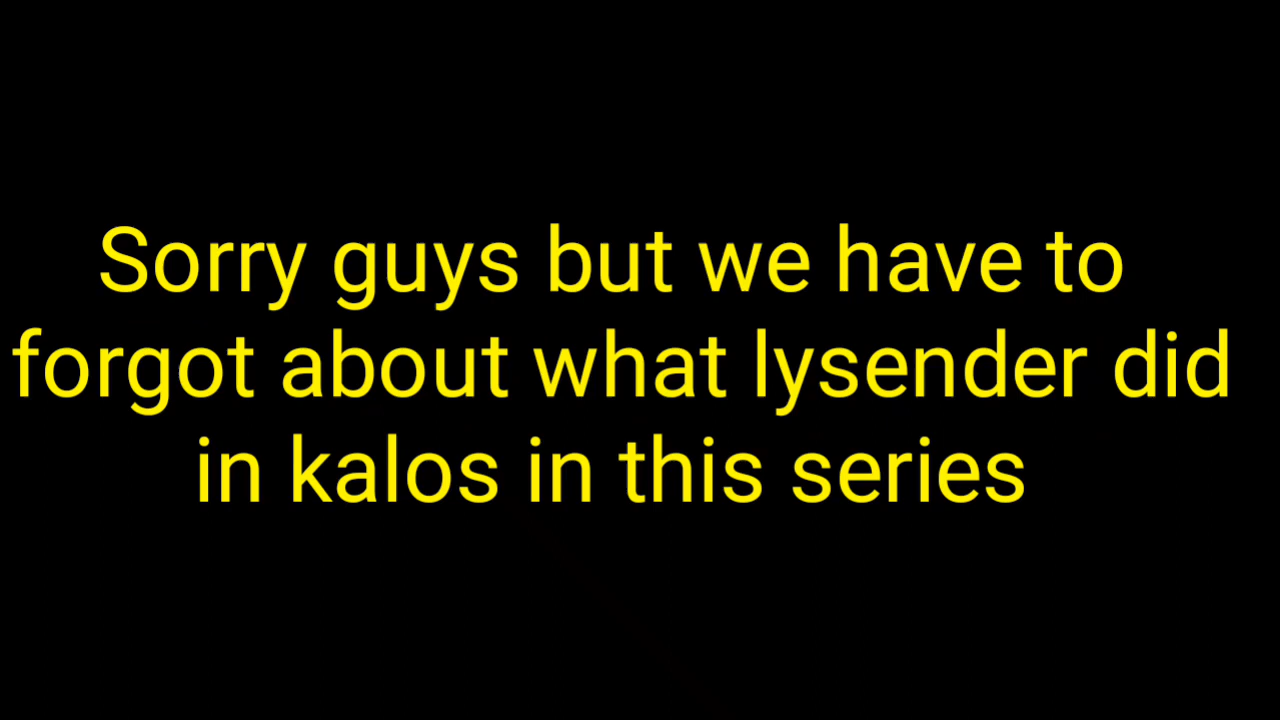 Sorry guys but we have to
forgot about what lysender did
in kalos in this series